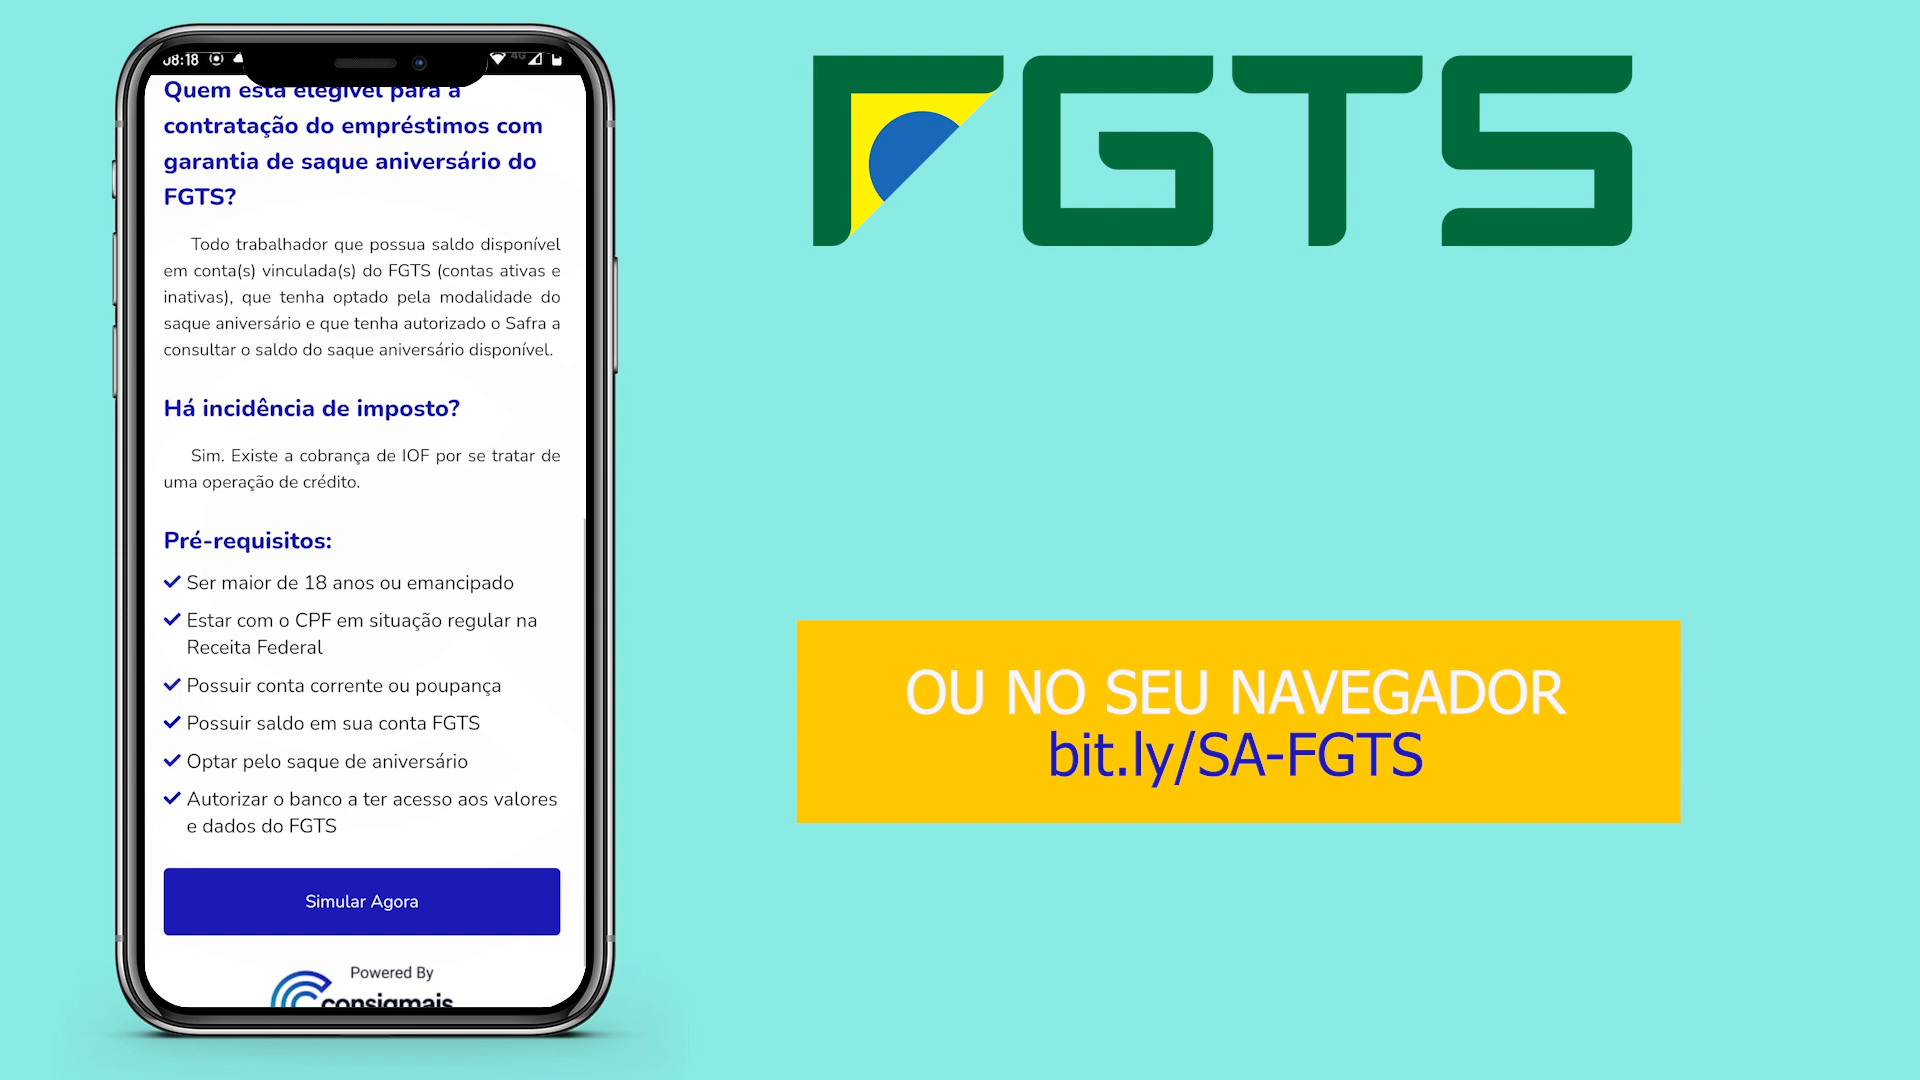 08:18
4G
Quem está elegível para a
contratação do empréstimos com
garantia de saque aniversário do
FGTS?
Todo trabalhador que possua saldo disponível
em conta(s) vinculada(s) do FGTS (contas ativas e
inativas), que tenha optado pela modalidade do
saque aniversário e que tenha autorizado o Safra a
consultar o saldo do saque aniversário disponível.
Há incidência de imposto?
Sim. Existe a cobrança de IOF por se tratar de
uma operação de crédito.
Pré-requisitos:
Ser maior de 18 anos ou emancipado
Estar com o CPF em situação regular na
Receita Federal
Possuir conta corrente ou poupança
Possuir saldo em sua conta FGTS
Optar pelo saque de aniversário
Autorizar o banco a ter acesso aos valores
e dados do FGTS
Simular Agora
Powered By
consigmais
FGTS
OU NO SEU NAVEGADOR
bit.ly/SA-FGTS